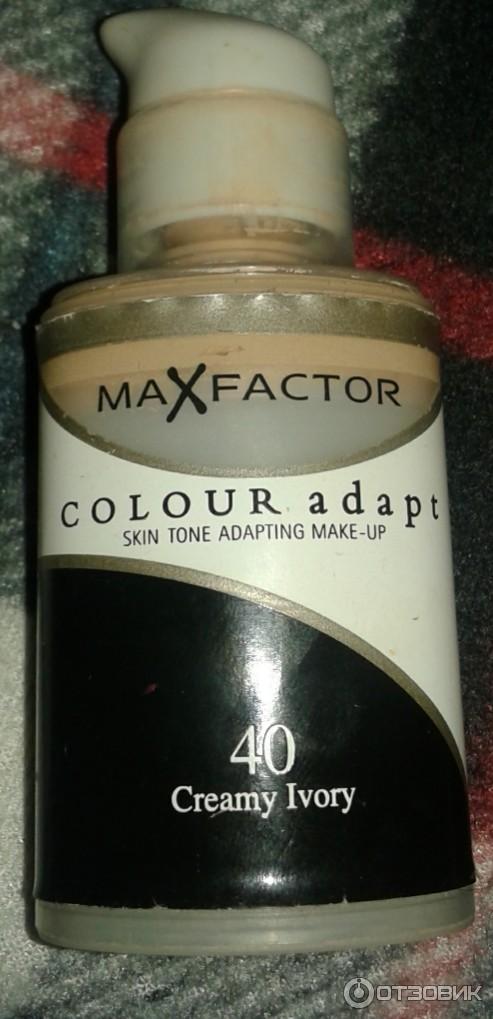 MAXFACTOR
COLOUR adapt
SKIN TONE ADAPTING MAKE-UP
40
Creamy Ivory
ОТЗОВИК